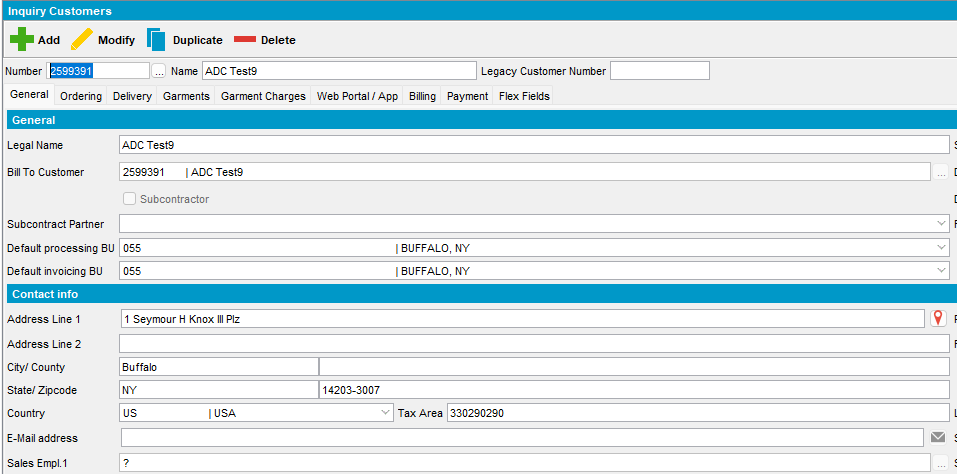 Inquiry Customers
Add Modify Duplicate Delete
Number 2599391 ... Name ADC Test9 Legacy Customer Number
General Ordering Delivery Garments Garment Charges Web Portal / App Billing Payment Flex Fields
General
Legal Name ADC Test9
Bill To Customer 2599391 | ADC Test9 ...
Subcontractor
Subcontract Partner
Default processing BU 055 | BUFFALO, NY
Default invoicing BU 055 | BUFFALO, NY
Contact info
Address Line 1 1 Seymour H Knox III Plz
Address Line 2
City/ County Buffalo
State/ Zipcode NY 14203-3007
Country US | USA Tax Area 330290290
E-Mail address
Sales Empl.1 ? ...